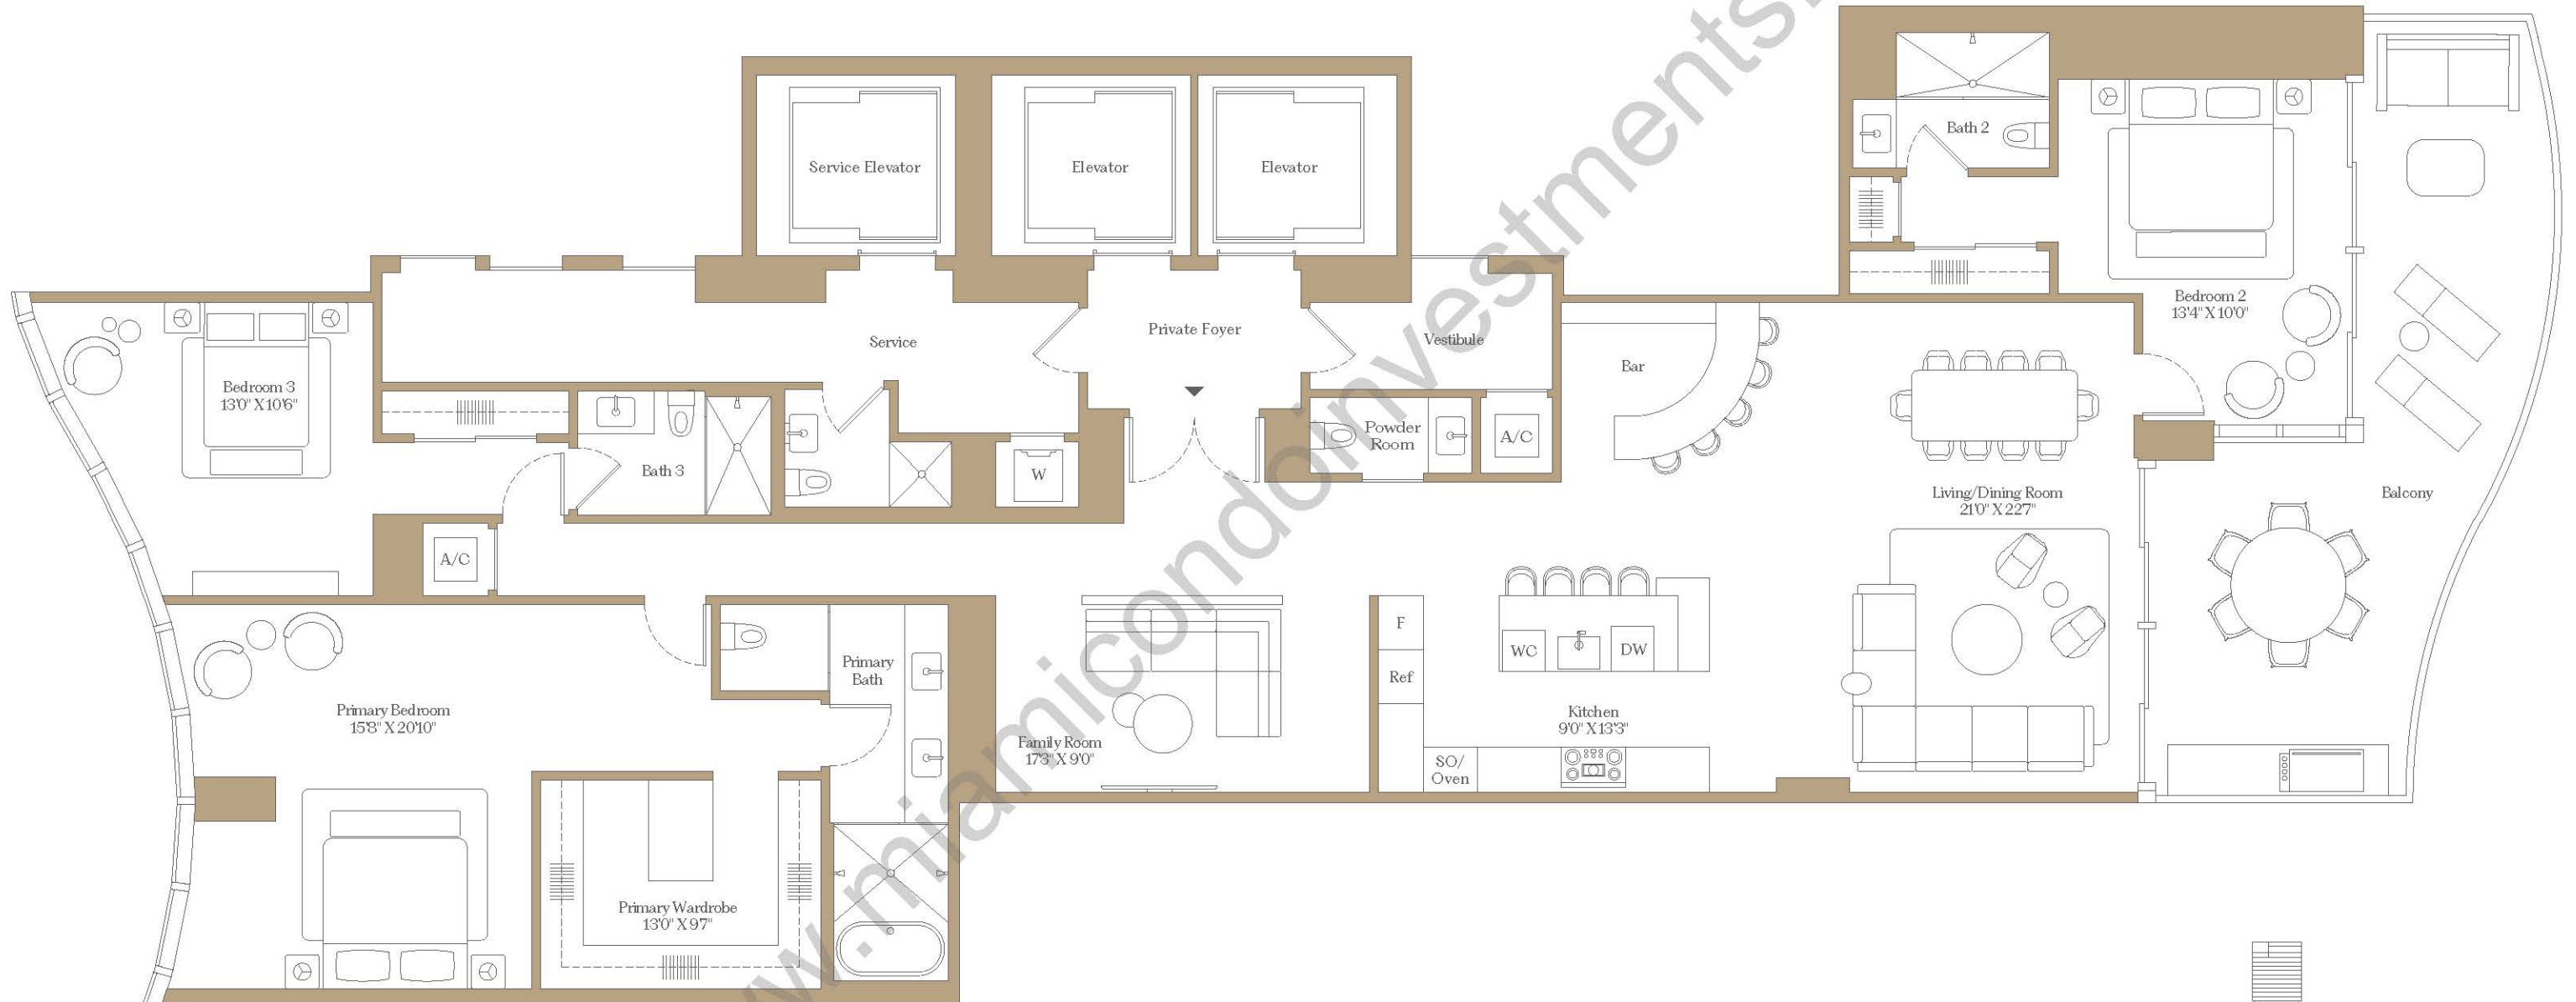 www.miamicondoinvestments.
Service Elevator
Elevator
Elevator
Bath 2
Bedroom 2
13'4" X 10'0"
Private Foyer
Service
Vestibule
Bar
Bedroom 3
13'0" X 10'6"
Powder
Room
A/C
Bath 3
W
Living/Dining Room
21'0" X 22'7"
Balcony
A/C
F
Ref
WC
DW
Primary
Bath
Primary Bedroom
15'8" X 20'10"
Kitchen
9'0" X 13'3"
Family Room
17'3" X 9'0"
SO/
Oven
Primary Wardrobe
13'0" X 9'7"